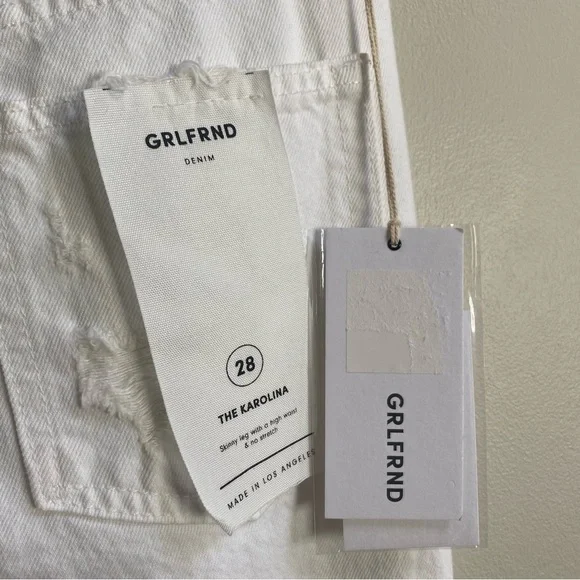 GRLFRND
DENIM
28
THE KAROLINA
Skinny leg with a high waist
& no stretch
MADE IN LOS ANGELES
GRLFRND